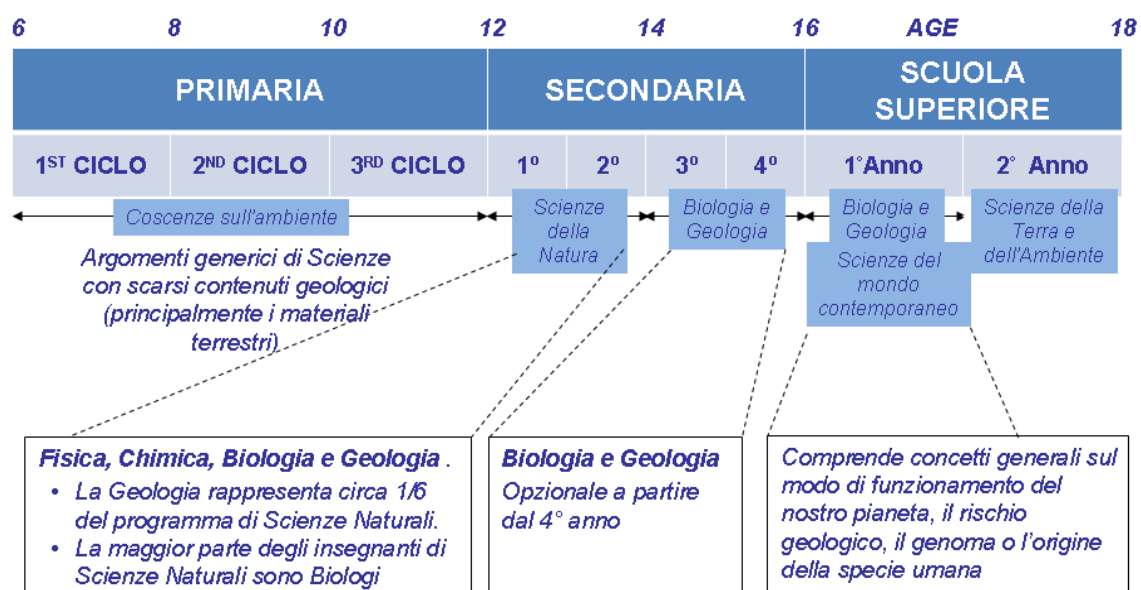 6 8 10 12 14 16 AGE 18
PRIMARIA
SECONDARIA
SCUOLA
SUPERIORE
1ST CICLO
2ND CICLO
3RD CICLO
1º
2º
3º
4º
1°Anno
2° Anno
Coscenze sull'ambiente
Argomenti generici di Scienze
con scarsi contenuti geologici
(principalmente i materiali
terrestri)
Scienze
della
Natura
Biologia e
Geologia
Biologia e
Geologia
Scienze del
mondo
contemporaneo
Scienze della
Terra e
dell'Ambiente
Fisica, Chimica, Biologia e Geologia .
• La Geologia rappresenta circa 1/6
del programma di Scienze Naturali.
• La maggior parte degli insegnanti di
Scienze Naturali sono Biologi
Biologia e Geologia
Opzionale a partire
dal 4° anno
Comprende concetti generali sul
modo di funzionamento del
nostro pianeta, il rischio
geologico, il genoma o l'origine
della specie umana